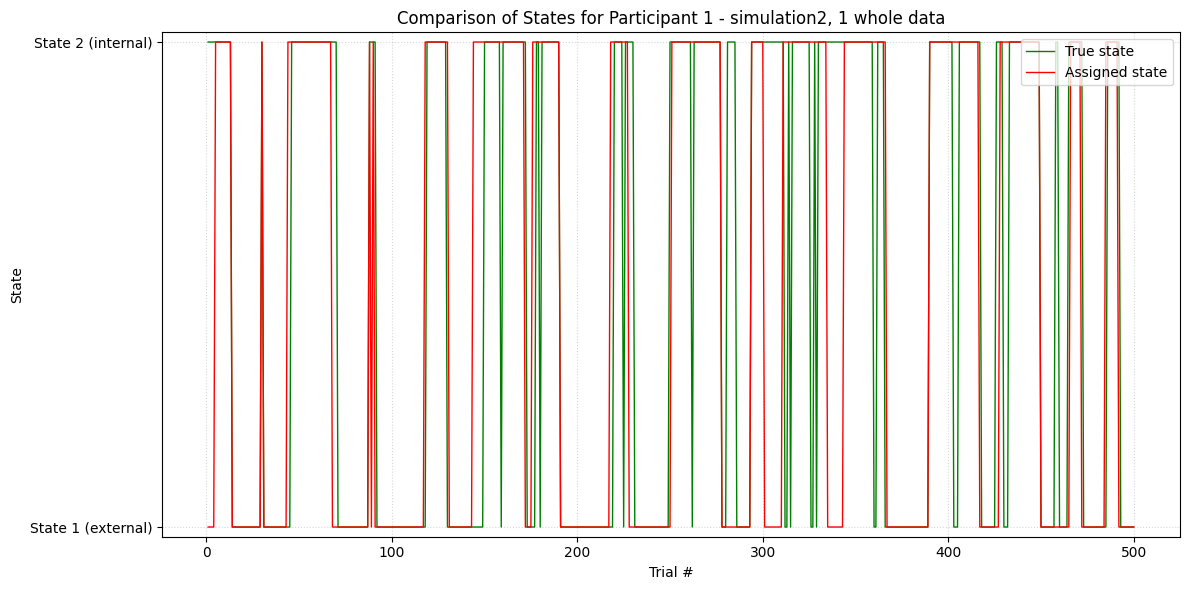 Comparison of States for Participant 1 - simulation2, 1 whole data
State 2 (internal)
True state
Assigned state
State
State 1 (external)
0
100
200
300
400
500
Trial #